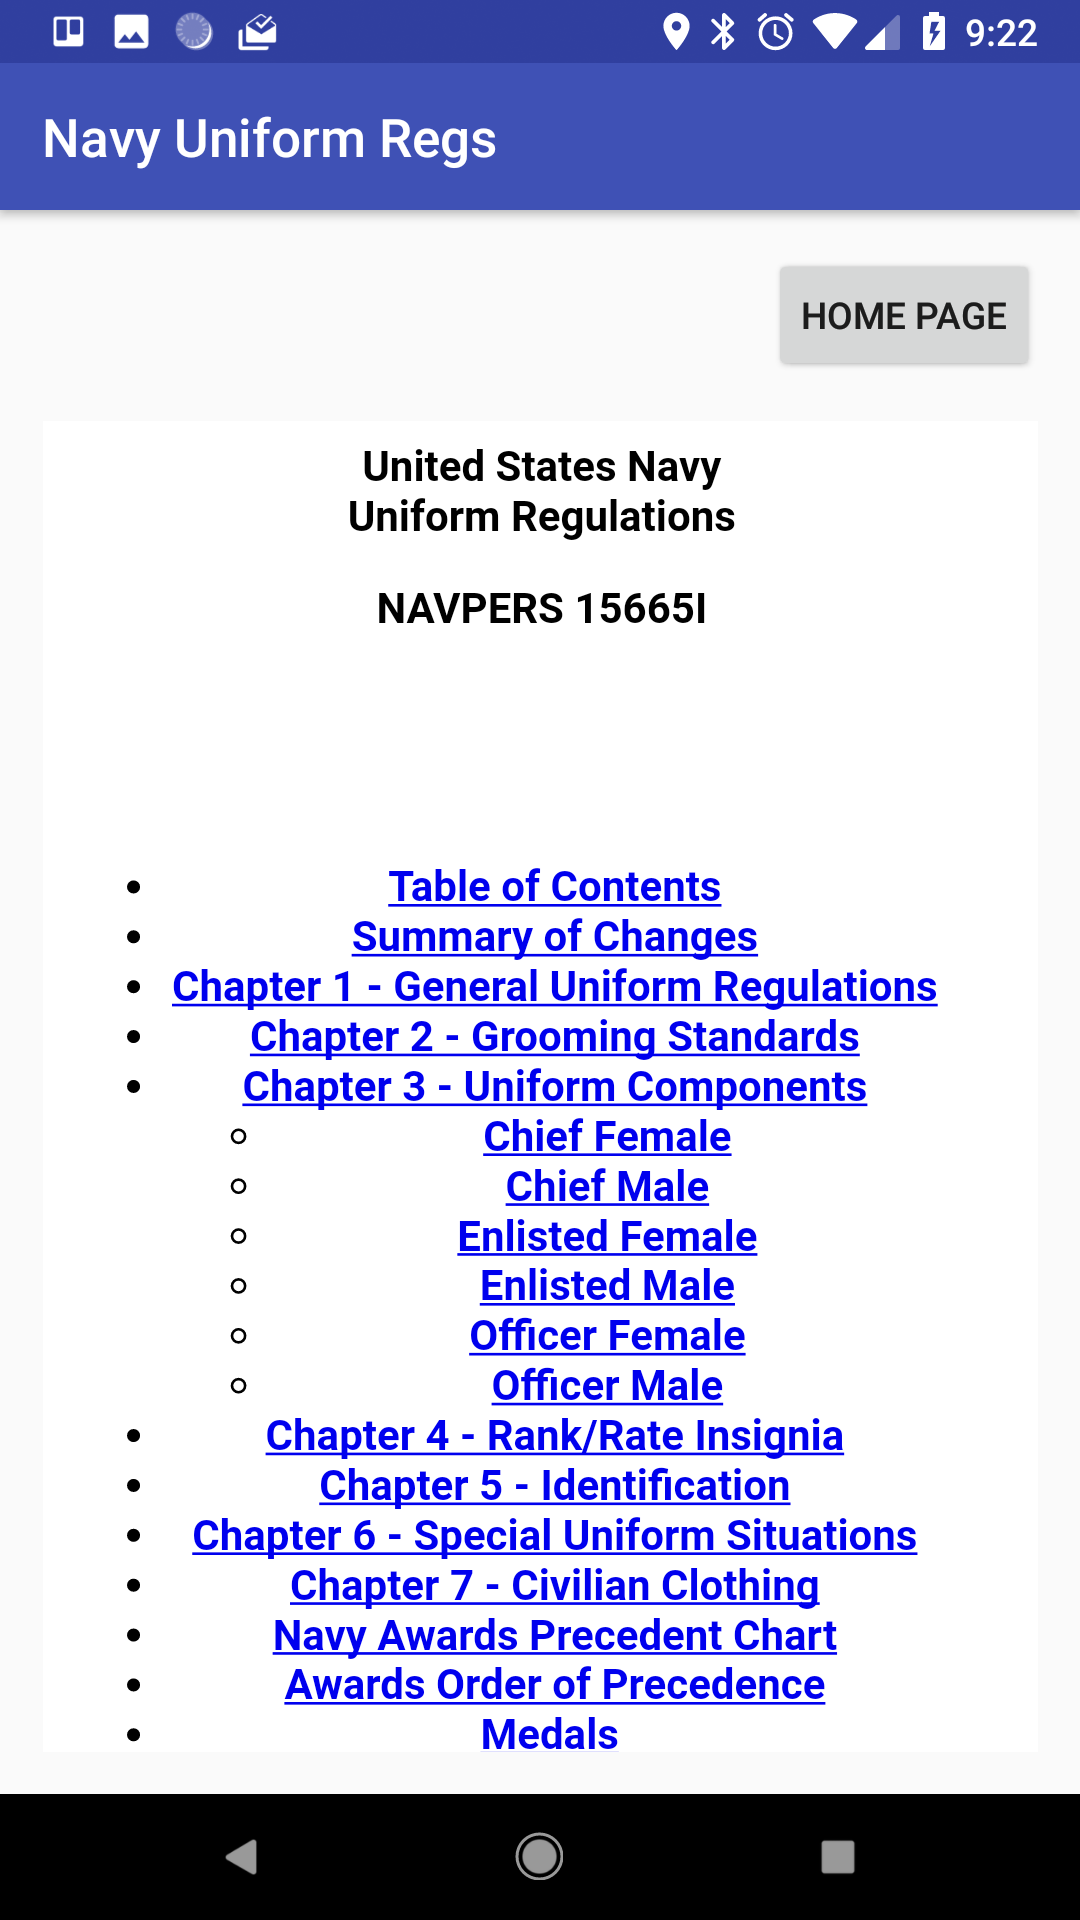 9:22
Navy Uniform Regs
HOME PAGE
United States Navy
Uniform Regulations
NAVPERS 15665I
Table of Contents
Summary of Changes
Chapter 1 - General Uniform Regulations
Chapter 2 - Grooming Standards
Chapter 3 - Uniform Components
Chief Female
Chief Male
Enlisted Female
Enlisted Male
Officer Female
Officer Male
Chapter 4 - Rank/Rate Insignia
Chapter 5 - Identification
Chapter 6 - Special Uniform Situations
Chapter 7 - Civilian Clothing
Navy Awards Precedent Chart
Awards Order of Precedence
Medals